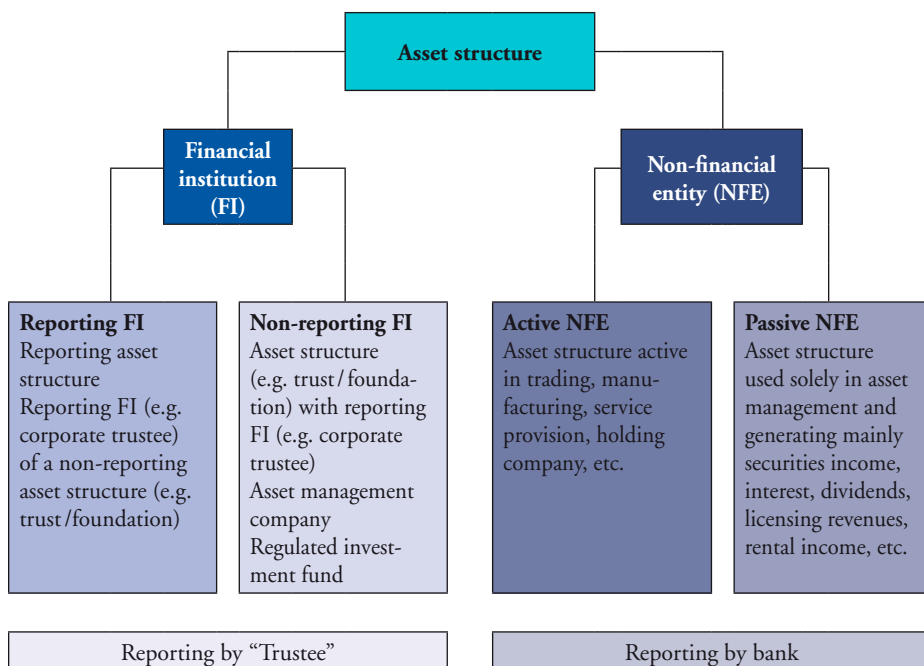 Asset structure
Financial
institution
(FI)
Non-financial
entity (NFE)
Reporting FI
Reporting asset
structure
Reporting FI (e.g.
corporate trustee)
of a non-reporting
asset structure (e.g.
trust/foundation)
Non-reporting FI
Asset structure
(e.g. trust/founda-
tion) with reporting
FI (e.g. corporate
trustee)
Asset management
company
Regulated invest-
ment fund
Active NFE
Asset structure active
in trading, manu-
facturing, service
provision, holding
company, etc.
Passive NFE
Asset structure
used solely in asset
management and
generating mainly
securities income,
interest, dividends,
licensing revenues,
rental income, etc.
Reporting by “Trustee”
Reporting by bank